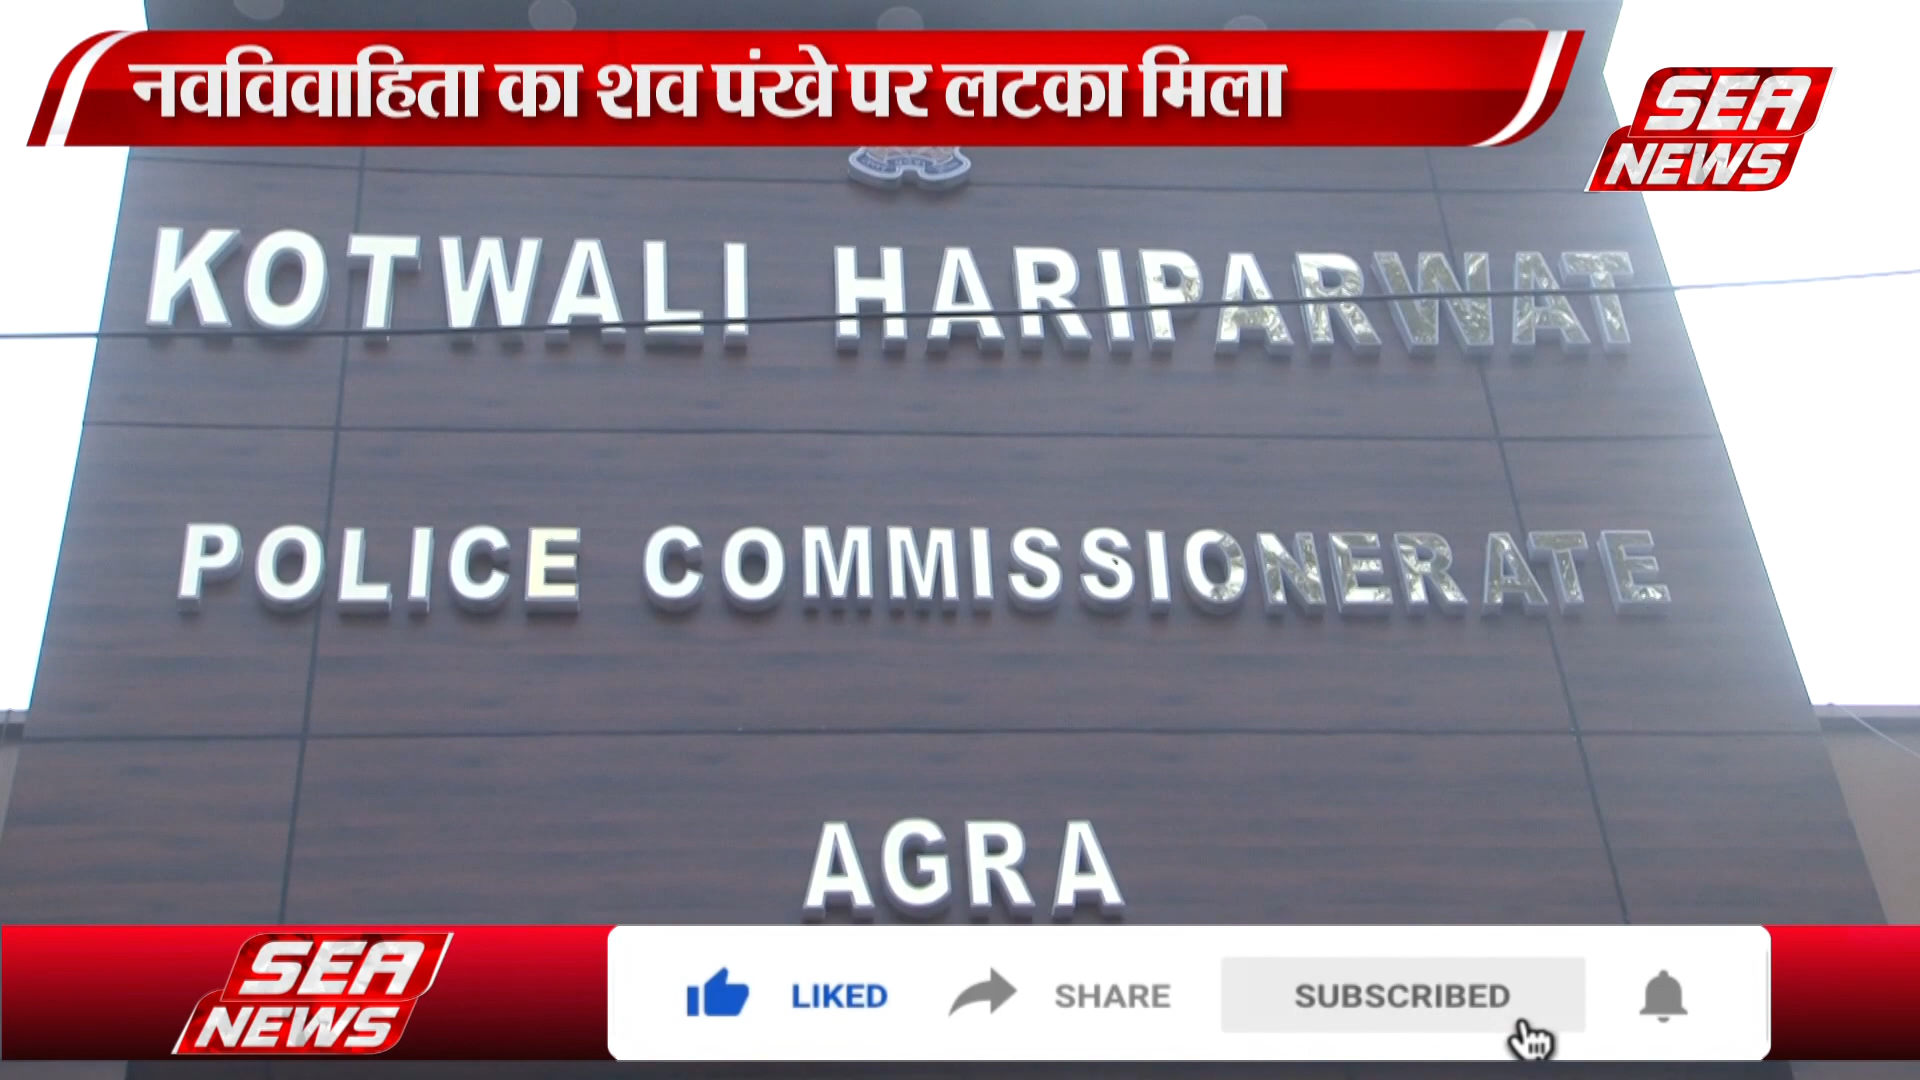 नवविवाहिता का शव पंखे पर लटका मिला
SEA
NEWS
KOTWALI HARIPARWAT
POLICE COMMISSIONERATE
AGRA
SEA
NEWS
LIKED
SHARE
SUBSCRIBED